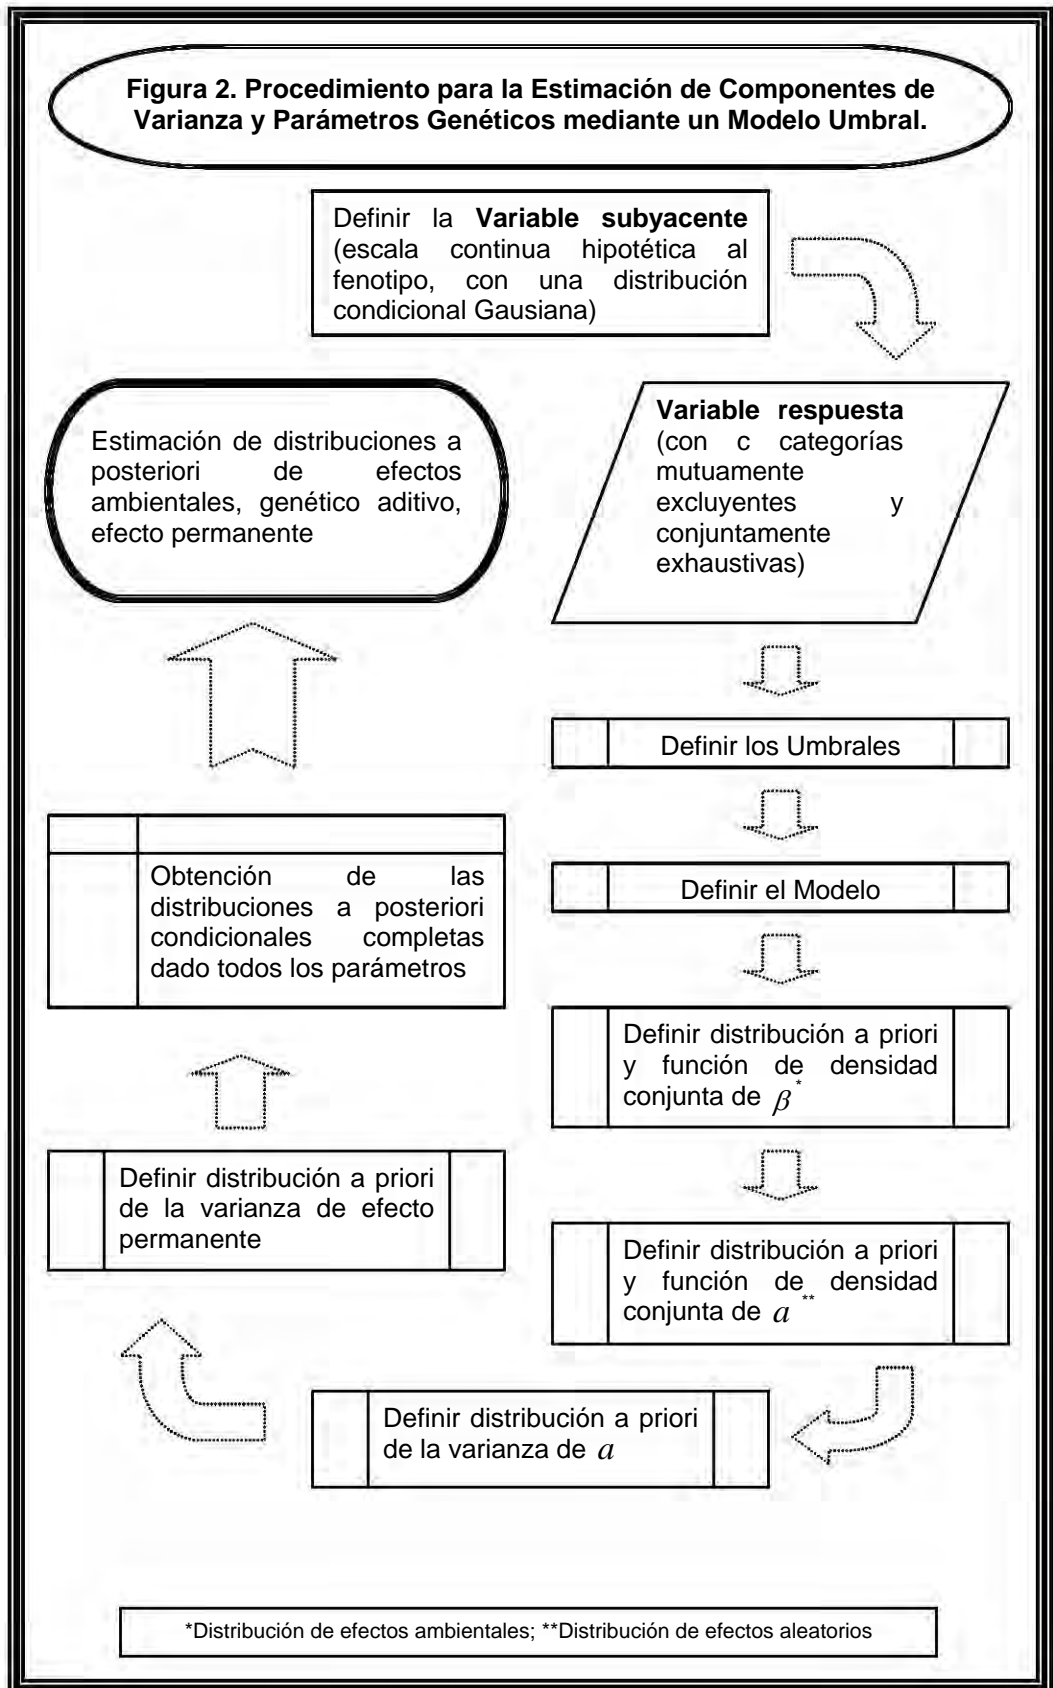 Figura 2. Procedimiento para la Estimación de Componentes de
Varianza y Parámetros Genéticos mediante un Modelo Umbral.
Definir la Variable subyacente
(escala continua hipotética al
fenotipo, con una distribución
condicional Gausiana)
Variable respuesta
(con c categorías
mutuamente
excluyentes y
conjuntamente
exhaustivas)
Definir los Umbrales
Definir el Modelo
Definir distribución a priori
y función de densidad
conjunta de β*
Definir distribución a priori
y función de densidad
conjunta de a**
Definir distribución a priori
de la varianza de a
Definir distribución a priori
de la varianza de efecto
permanente
Obtención de las
distribuciones a posteriori
condicionales completas
dado todos los parámetros
Estimación de distribuciones a
posteriori de efectos
ambientales, genético aditivo,
efecto permanente
*Distribución de efectos ambientales; **Distribución de efectos aleatorios